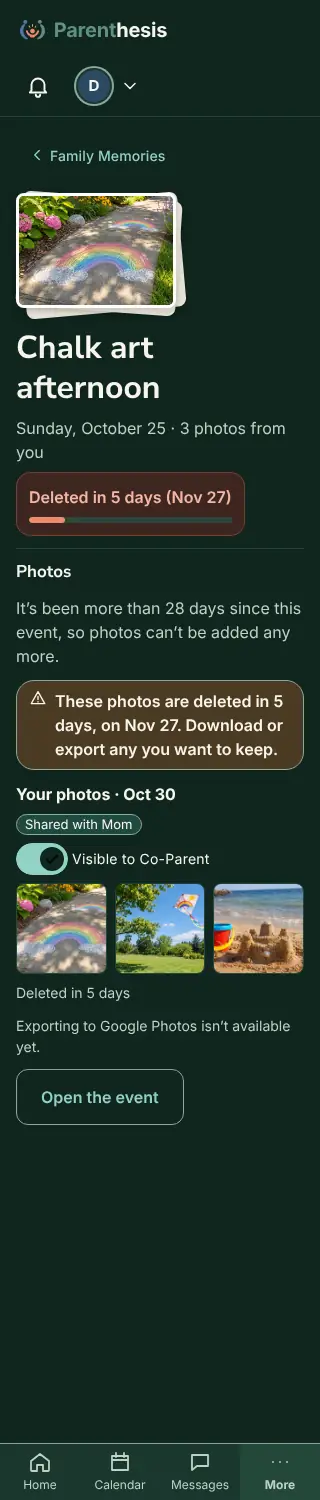 Parenthesis
D
Family Memories
Chalk art
afternoon
Sunday, October 25 · 3 photos from
you
Deleted in 5 days (Nov 27)
Photos
It’s been more than 28 days since this
event, so photos can’t be added any
more.
These photos are deleted in 5
days, on Nov 27. Download or
export any you want to keep.
Your photos · Oct 30
Shared with Mom
Visible to Co-Parent
Deleted in 5 days
Exporting to Google Photos isn’t available
yet.
Open the event
Home
Calendar
Messages
More